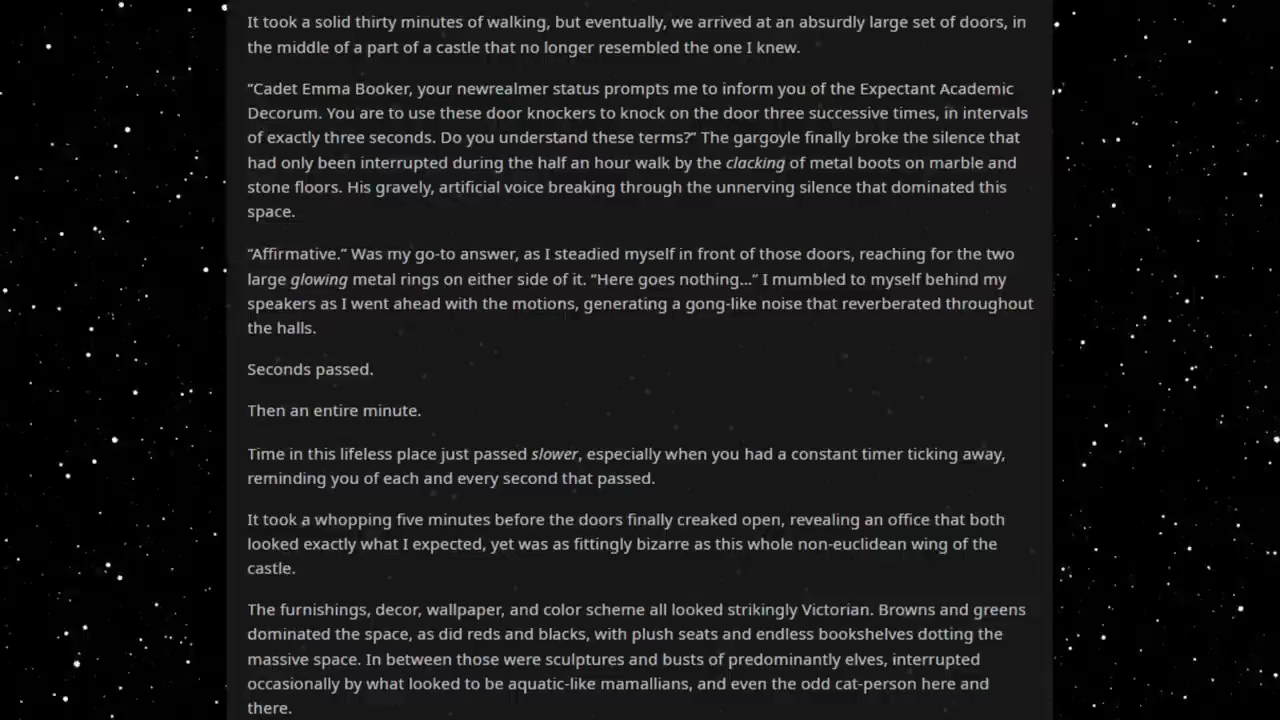 It took a solid thirty minutes of walking, but eventually, we arrived at an absurdly large set of doors, in
the middle of a part of a castle that no longer resembled the one I knew.
“Cadet Emma Booker, your newrealmer status prompts me to inform you of the Expectant Academic
Decorum. You are to use these door knockers to knock on the door three successive times, in intervals
of exactly three seconds. Do you understand these terms?” The gargoyle finally broke the silence that
had only been interrupted during the half an hour walk by the clacking of metal boots on marble and
stone floors. His gravely, artificial voice breaking through the unnerving silence that dominated this
space.
“Affirmative.” Was my go-to answer, as I steadied myself in front of those doors, reaching for the two
large glowing metal rings on either side of it. “Here goes nothing…” I mumbled to myself behind my
speakers as I went ahead with the motions, generating a gong-like noise that reverberated throughout
the halls.
Seconds passed.
Then an entire minute.
Time in this lifeless place just passed slower, especially when you had a constant timer ticking away,
reminding you of each and every second that passed.
It took a whopping five minutes before the doors finally creaked open, revealing an office that both
looked exactly what I expected, yet was as fittingly bizarre as this whole non-euclidean wing of the
castle.
The furnishings, decor, wallpaper, and color scheme all looked strikingly Victorian. Browns and greens
dominated the space, as did reds and blacks, with plush seats and endless bookshelves dotting the
massive space. In between those were sculptures and busts of predominantly elves, interrupted
occasionally by what looked to be aquatic-like mamallians, and even the odd cat-person here and
there.